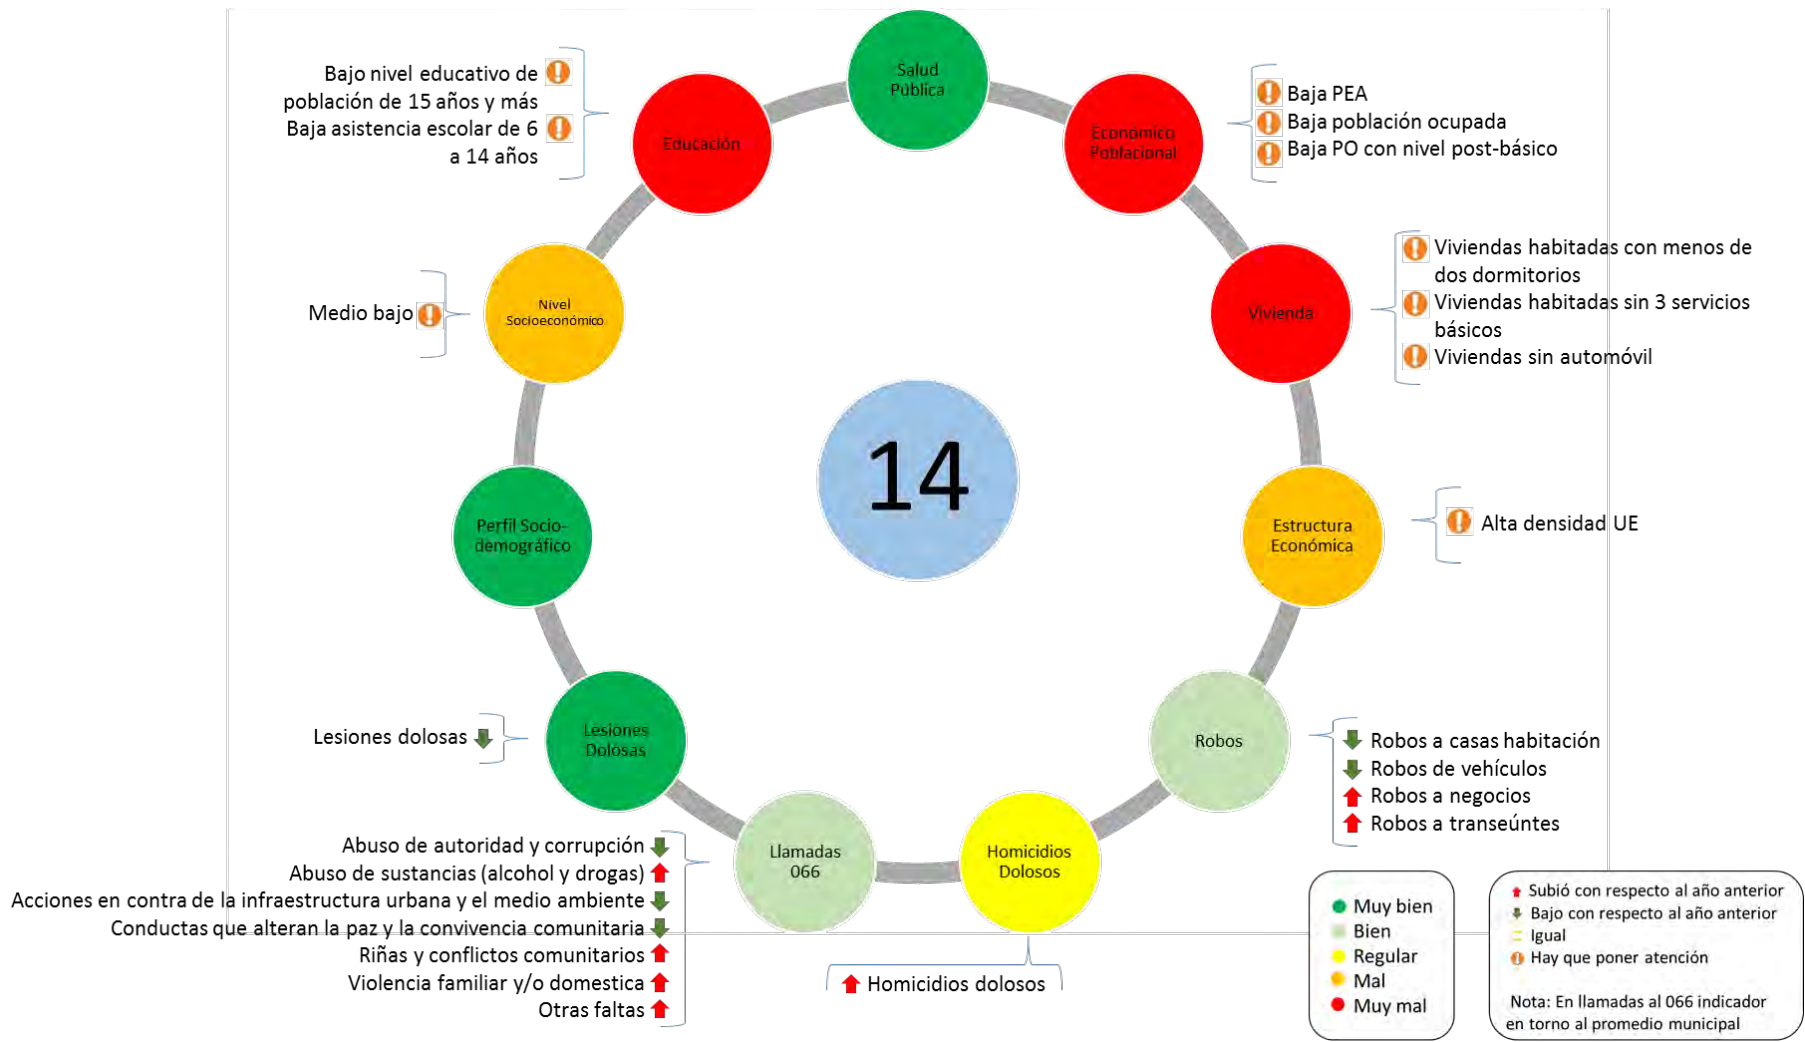 Salud
Pública
Económico
Poblacional
Baja PEA
Baja población ocupada
Baja PO con nivel post-básico
Vivienda
Viviendas habitadas con menos de
dos dormitorios
Viviendas habitadas sin 3 servicios
básicos
Viviendas sin automóvil
Estructura
Económica
Alta densidad UE
Robos
Robos a casas habitación
Robos de vehículos
Robos a negocios
Robos a transeúntes
Homicidios
Dolosos
Homicidios dolosos
Llamadas
066
Abuso de autoridad y corrupción
Abuso de sustancias (alcohol y drogas)
Acciones en contra de la infraestructura urbana y el medio ambiente
Conductas que alteran la paz y la convivencia comunitaria
Riñas y conflictos comunitarios
Violencia familiar y/o domestica
Otras faltas
Lesiones
Dolosas
Lesiones dolosas
Perfil Socio-
demográfico
Nivel
Socioeconómico
Medio bajo
Educación
Bajo nivel educativo de
población de 15 años y más
Baja asistencia escolar de 6
a 14 años
14
Muy bien
Bien
Regular
Mal
Muy mal
Subió con respecto al año anterior
Bajo con respecto al año anterior
Igual
Hay que poner atención
Nota: En llamadas al 066 indicador
en torno al promedio municipal